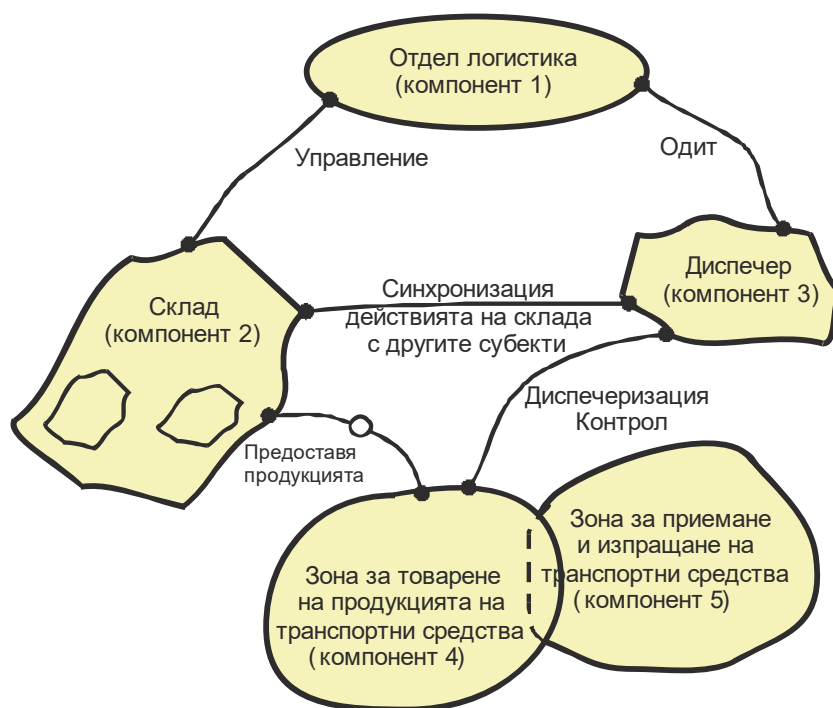 Отдел логистика
(компонент 1)
Управление
Одит
Склад
(компонент 2)
Синхронизация
действията на склада
с другите субекти
Диспечер
(компонент 3)
Диспечеризация
Контрол
Предоставя
продукцията
Зона за товарене
на продукцията на
транспортни средства
(компонент 4)
Зона за приемане
и изпращане на
транспортни средства
(компонент 5)